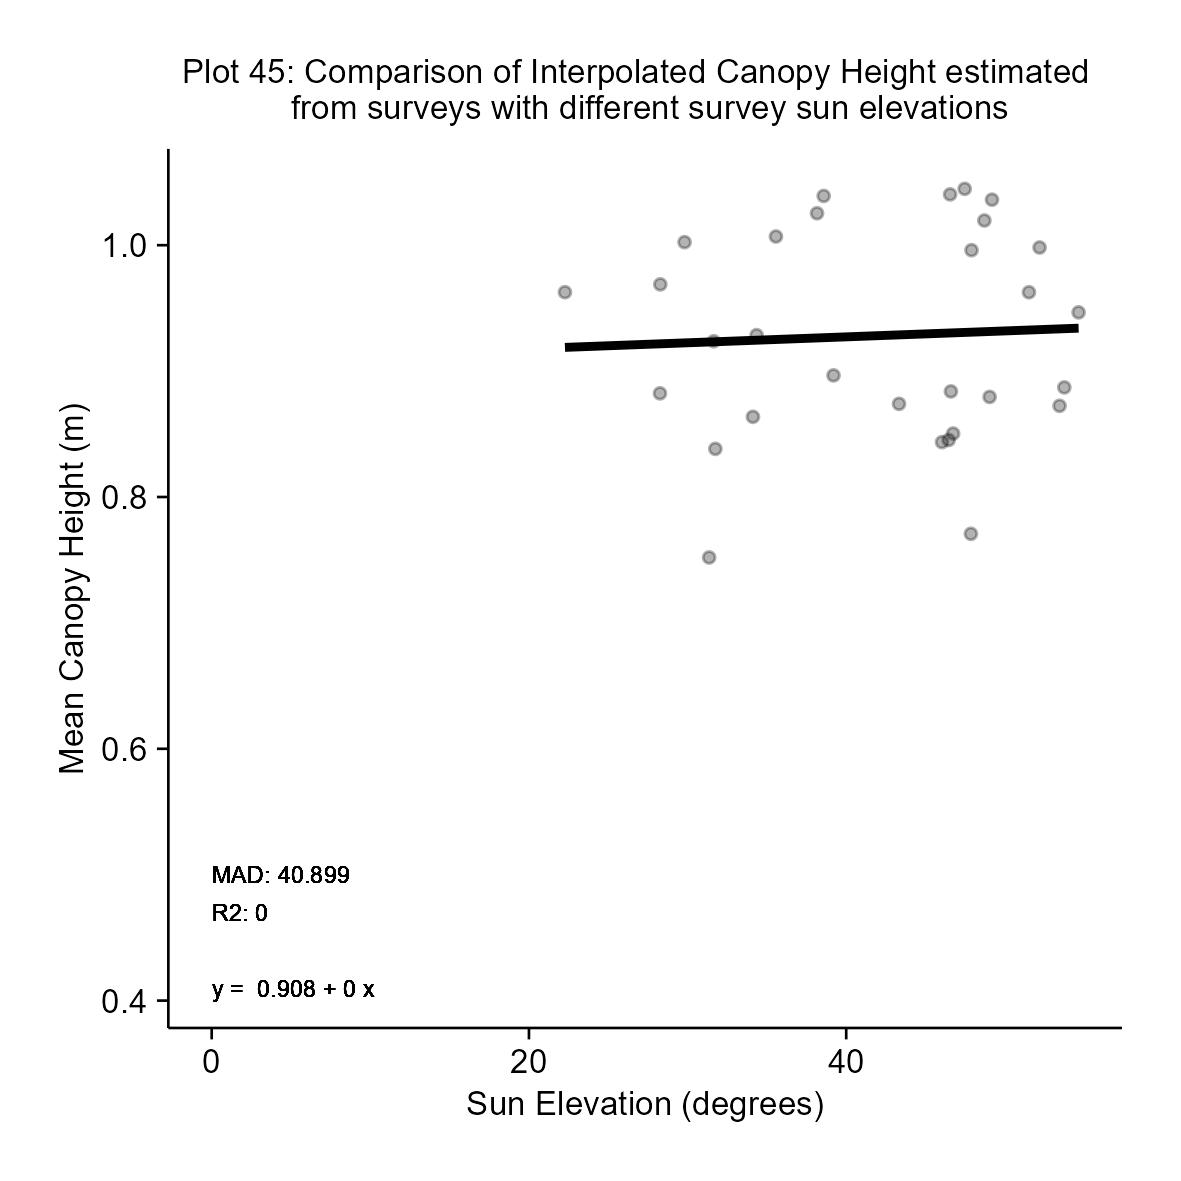 Plot 45: Comparison of Interpolated Canopy Height estimated
from surveys with different survey sun elevations
Mean Canopy Height (m)
1.0
0.8
0.6
0.4
MAD: 40.899
R2: 0
y =  0.908 + 0 x
0 20 40
Sun Elevation (degrees)